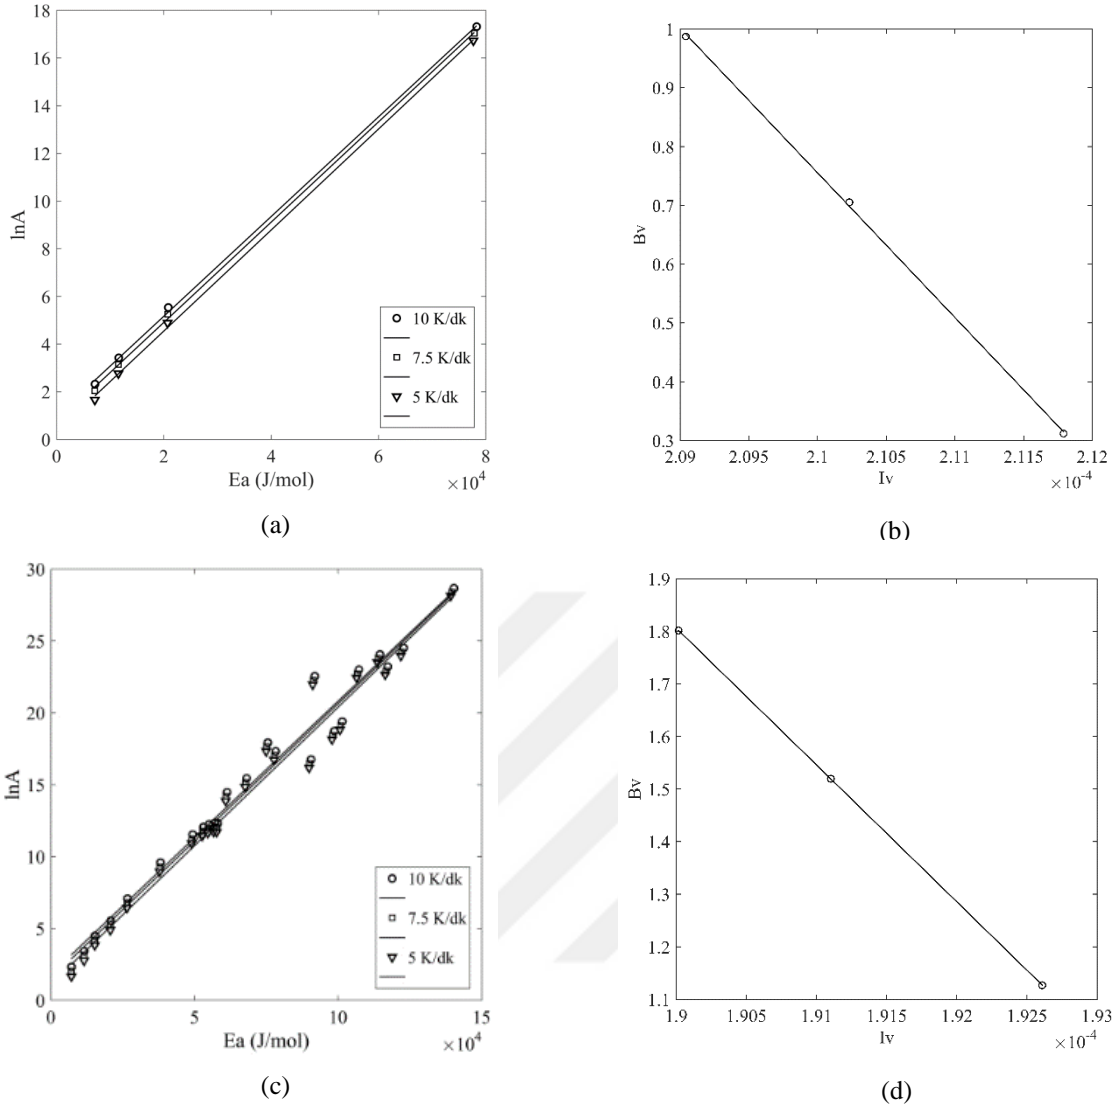 18
16
14
12
10
8
6
4
2
0
lnA
10 K/dk
7.5 K/dk
5 K/dk
0 2 4 6 8
Ea (J/mol)
×10⁴
(a)
1
0.9
0.8
0.7
0.6
0.5
0.4
0.3
Bv
2.09 2.095 2.1 2.105 2.11 2.115 2.12
Iv
×10⁻⁴
(b)
30
25
20
15
10
5
0
lnA
10 K/dk
7.5 K/dk
5 K/dk
0 5 10 15
Ea (J/mol)
×10⁴
(c)
1.9
1.8
1.7
1.6
1.5
1.4
1.3
1.2
1.1
Bv
1.9 1.905 1.91 1.915 1.92 1.925 1.93
Iv
×10⁻⁴
(d)